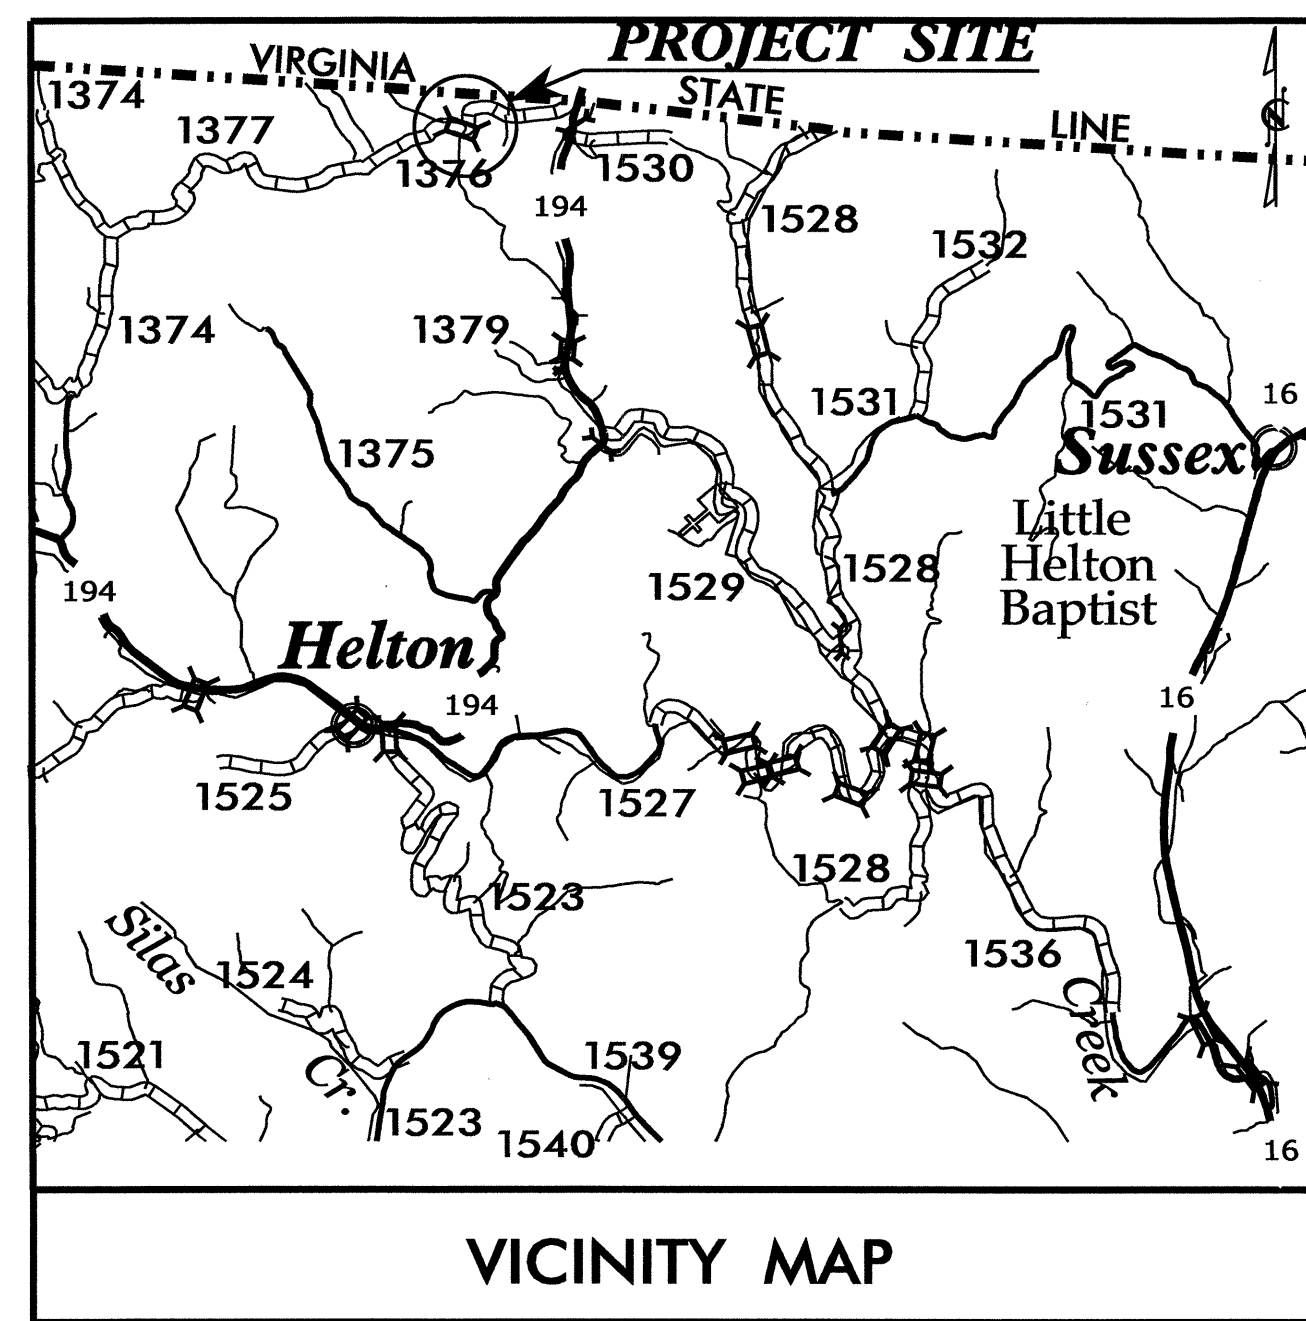 PROJECT SITE
VIRGINIA
STATE
LINE
1374
1377
1376
1530
194
1528
1532
1374
1379
1531
1531
16
Sussex
1375
Little
Helton
Baptist
1528
1529
194
Helton
194
16
1525
1527
1528
1523
Silas
1524
1536
Creek
1521
Cr.
1539
1523
1540
16
VICINITY MAP